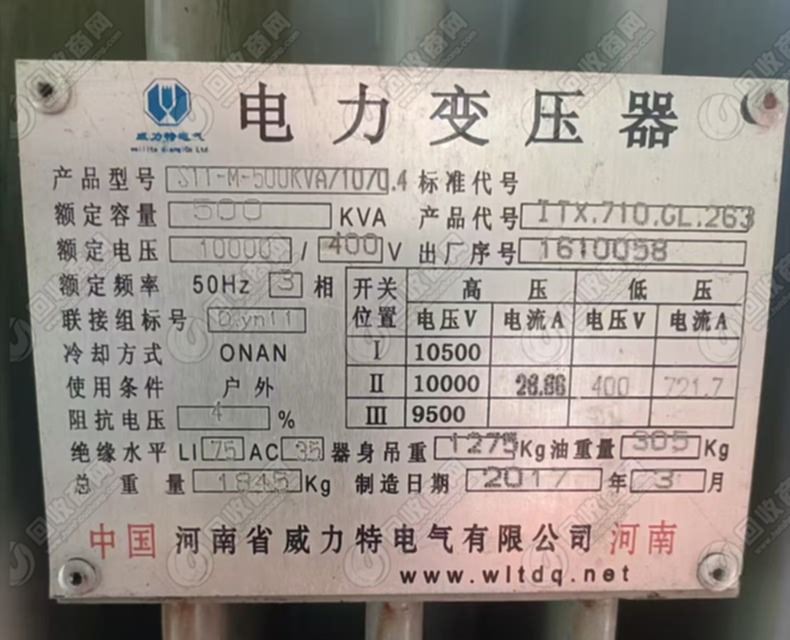 电力变压器
威力特电气
产品型号 S11-M-500KVA/10/0.4 标准代号
额定容量 500 KVA 产品代号 1TX.710.GL.263
额定电压 10000 / 400 V 出厂序号 1610058
额定频率 50Hz 3 相
联接组标号 D.yn11
冷却方式 ONAN
使用条件 户外
阻抗电压 4 %
开关位置 高压 低压
电压V 电流A 电压V 电流A
I 10500
II 10000 28.86 400 721.7
III 9500
绝缘水平 LI 75 AC 35 器身吊重 1275 Kg 油重量 305 Kg
总重量 1845 Kg 制造日期 2017 年 3 月
中国 河南省威力特电气有限公司 河南
www.wltdq.net
回收商网